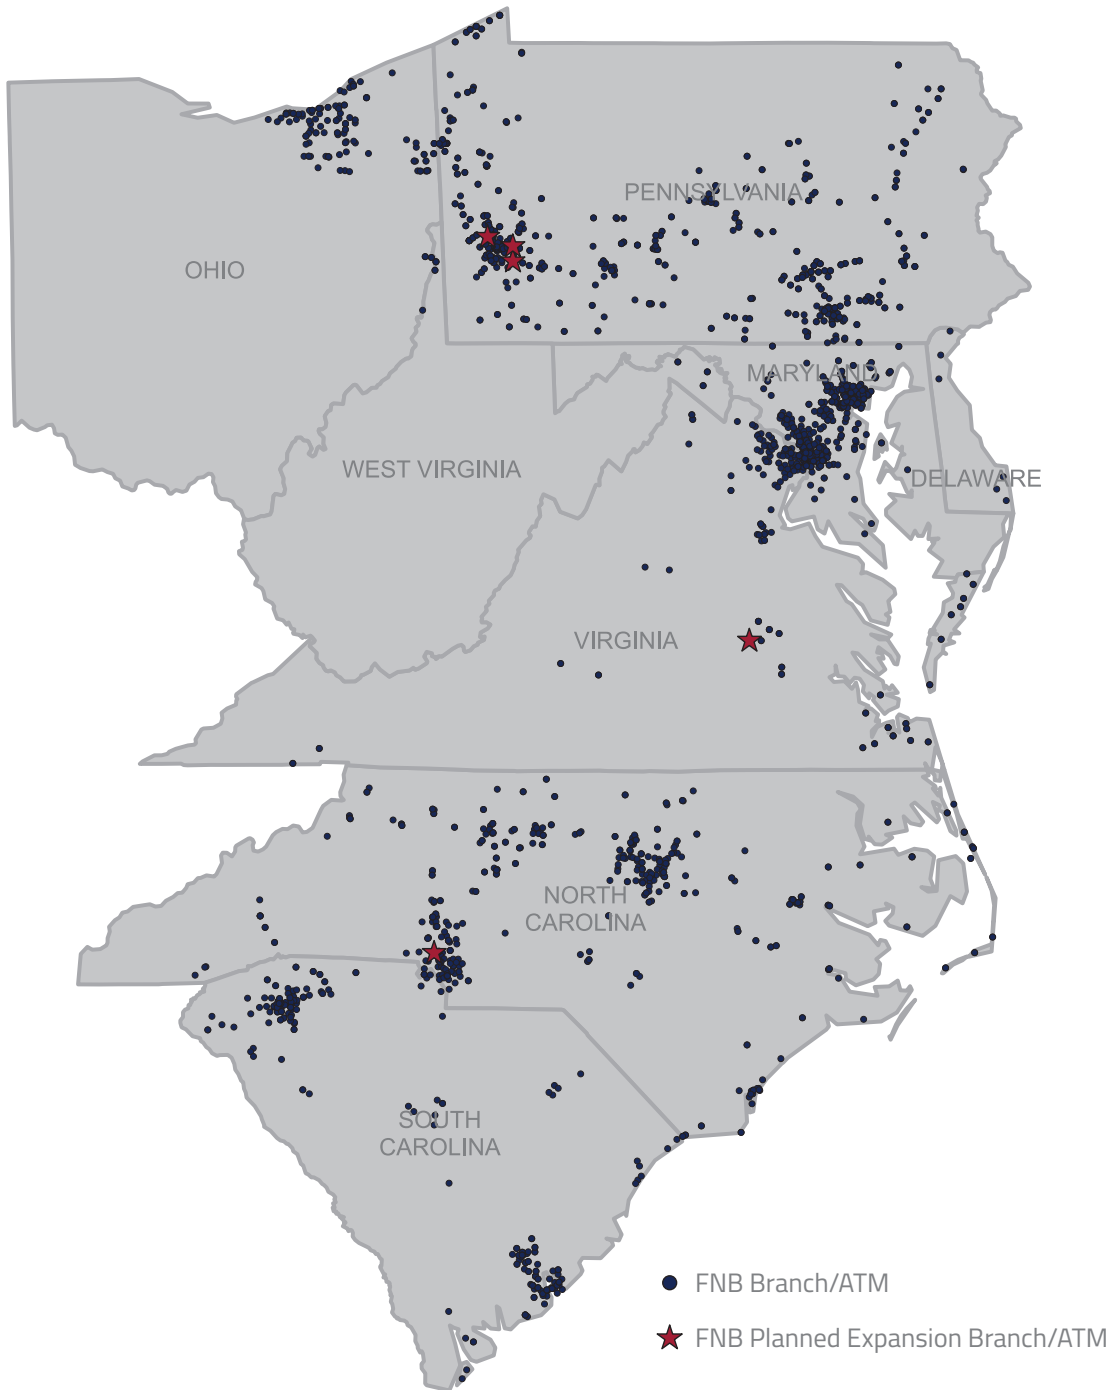 PENNSYLVANIA
OHIO
MARYLAND
WEST VIRGINIA
DELAWARE
VIRGINIA
NORTH
CAROLINA
SOUTH
CAROLINA
FNB Branch/ATM
FNB Planned Expansion Branch/ATM